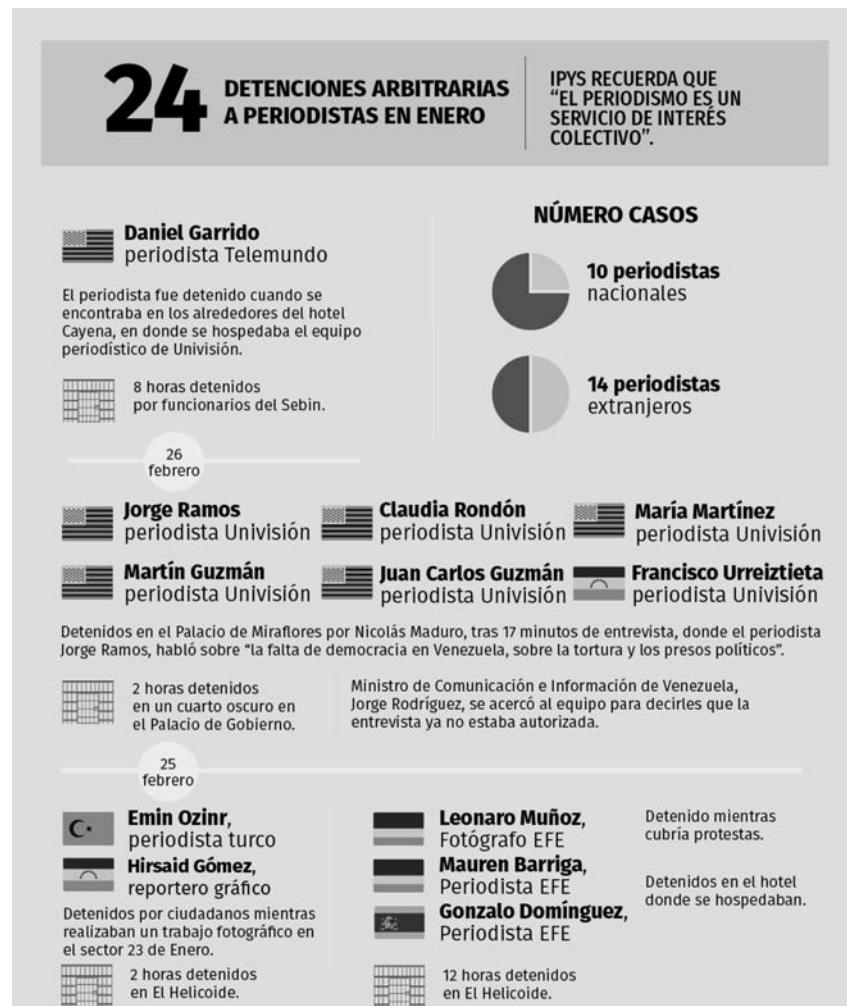 24
DETENCIONES ARBITRARIAS
A PERIODISTAS EN ENERO
IPYS RECUERDA QUE
“EL PERIODISMO ES UN
SERVICIO DE INTERÉS
COLECTIVO”.
Daniel Garrido
periodista Telemundo
El periodista fue detenido cuando se
encontraba en los alrededores del hotel
Cayena, en donde se hospedaba el equipo
periodístico de Univisión.
8 horas detenidos
por funcionarios del Sebin.
NÚMERO CASOS
10 periodistas
nacionales
14 periodistas
extranjeros
26
febrero
Jorge Ramos
periodista Univisión
Claudia Rondón
periodista Univisión
María Martínez
periodista Univisión
Martín Guzmán
periodista Univisión
Juan Carlos Guzmán
periodista Univisión
Francisco Urreiztieta
periodista Univisión
Detenidos en el Palacio de Miraflores por Nicolás Maduro, tras 17 minutos de entrevista, donde el periodista
Jorge Ramos, habló sobre “la falta de democracia en Venezuela, sobre la tortura y los presos políticos”.
2 horas detenidos
en un cuarto oscuro en
el Palacio de Gobierno.
Ministro de Comunicación e Información de Venezuela,
Jorge Rodríguez, se acercó al equipo para decirles que la
entrevista ya no estaba autorizada.
25
febrero
Emin Ozinr,
periodista turco
Hirsaid Gómez,
reportero gráfico
Detenidos por ciudadanos mientras
realizaban un trabajo fotográfico en
el sector 23 de Enero.
2 horas detenidos
en El Helicoide.
Leonaro Muñoz,
Fotógrafo EFE
Mauren Barriga,
Periodista EFE
Gonzalo Domínguez,
Periodista EFE
Detenido mientras
cubría protestas.
Detenidos en el hotel
donde se hospedaban.
12 horas detenidos
en El Helicoide.